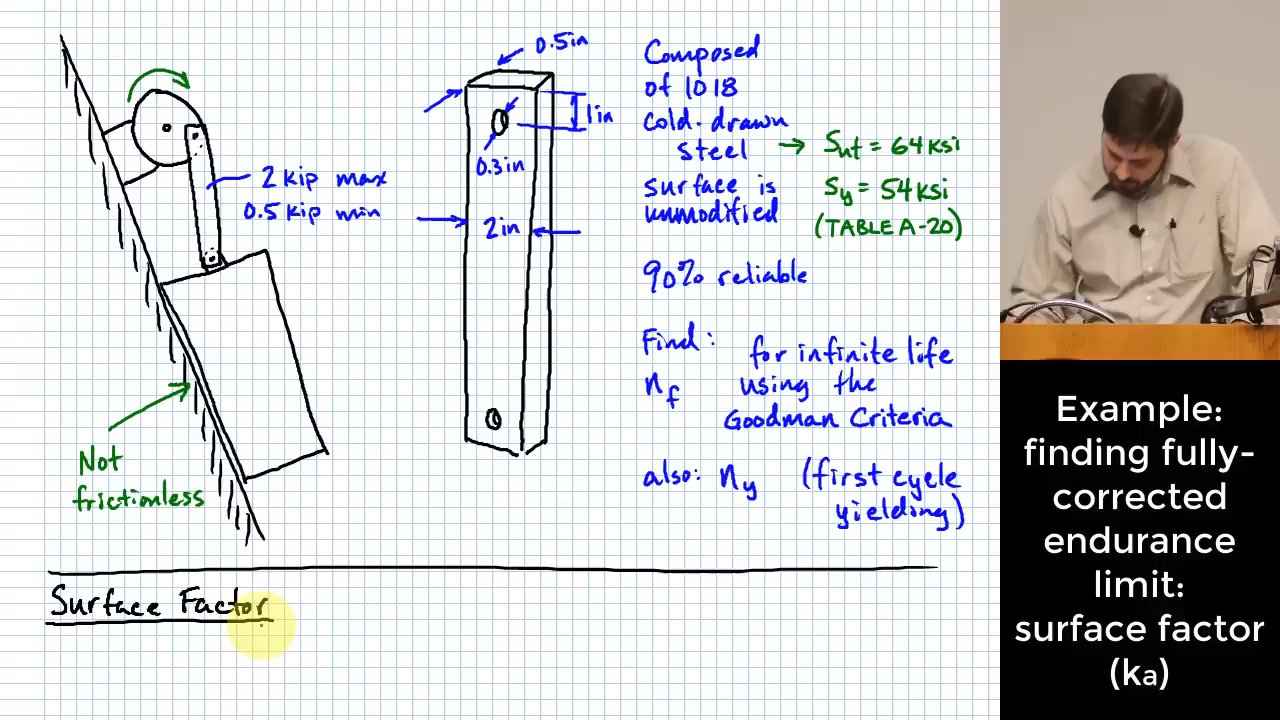 0.5in
1in
0.3in
2in
2 kip max
0.5 kip min
Not
frictionless
Composed
of 1018
cold-drawn
steel → Sut = 64 ksi
surface is
unmodified
Sy = 54 ksi
(TABLE A-20)
90% reliable
Find: for infinite life
nf using the
Goodman Criteria
also: ny (first cycle
yielding)
Surface Factor
Example:
finding fully-
corrected
endurance
limit:
surface factor
(ka)